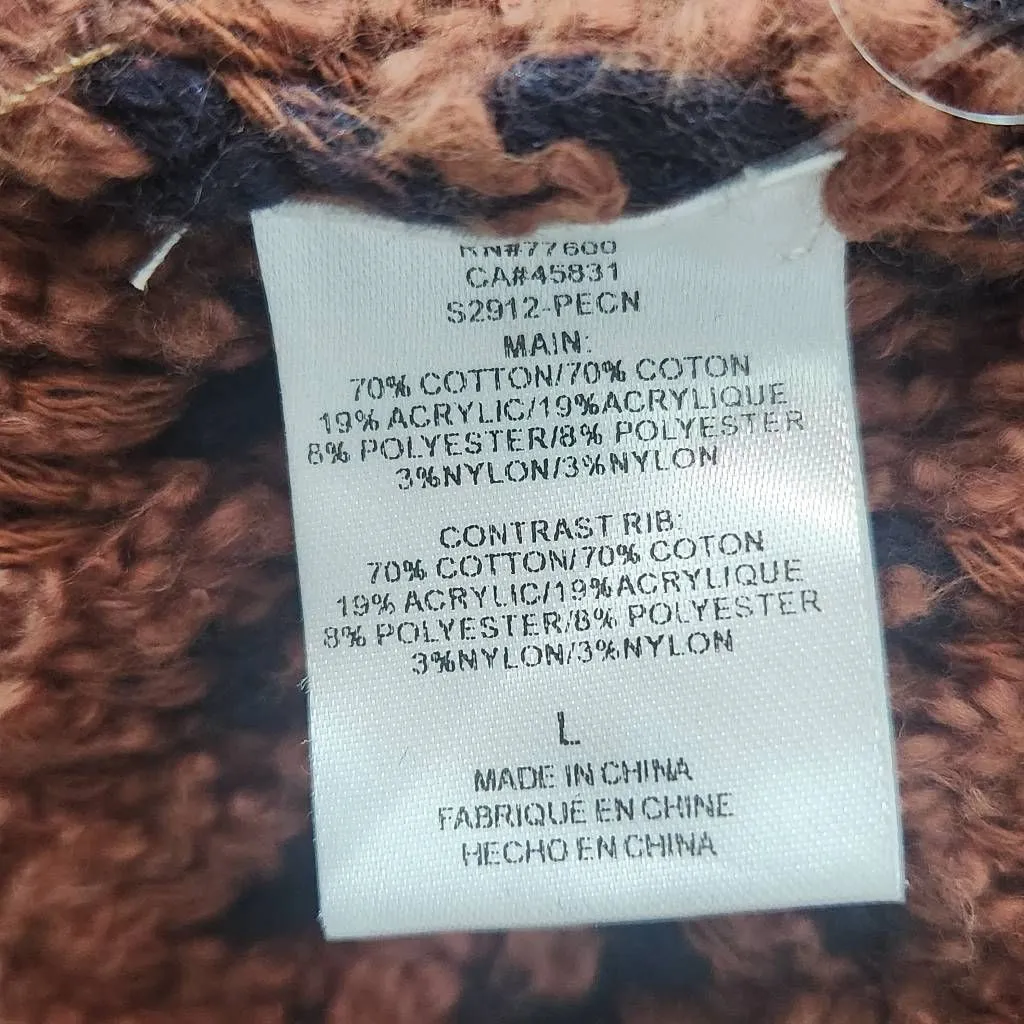 RN#77600
CA#45831
S2912-PECN
MAIN:
70% COTTON/70% COTON
19% ACRYLIC/19%ACRYLIQUE
8% POLYESTER/8% POLYESTER
3%NYLON/3%NYLON
CONTRAST RIB:
70% COTTON/70% COTON
19% ACRYLIC/19%ACRYLIQUE
8% POLYESTER/8% POLYESTER
3%NYLON/3%NYLON
L
MADE IN CHINA
FABRIQUÉ EN CHINE
HECHO EN CHINA